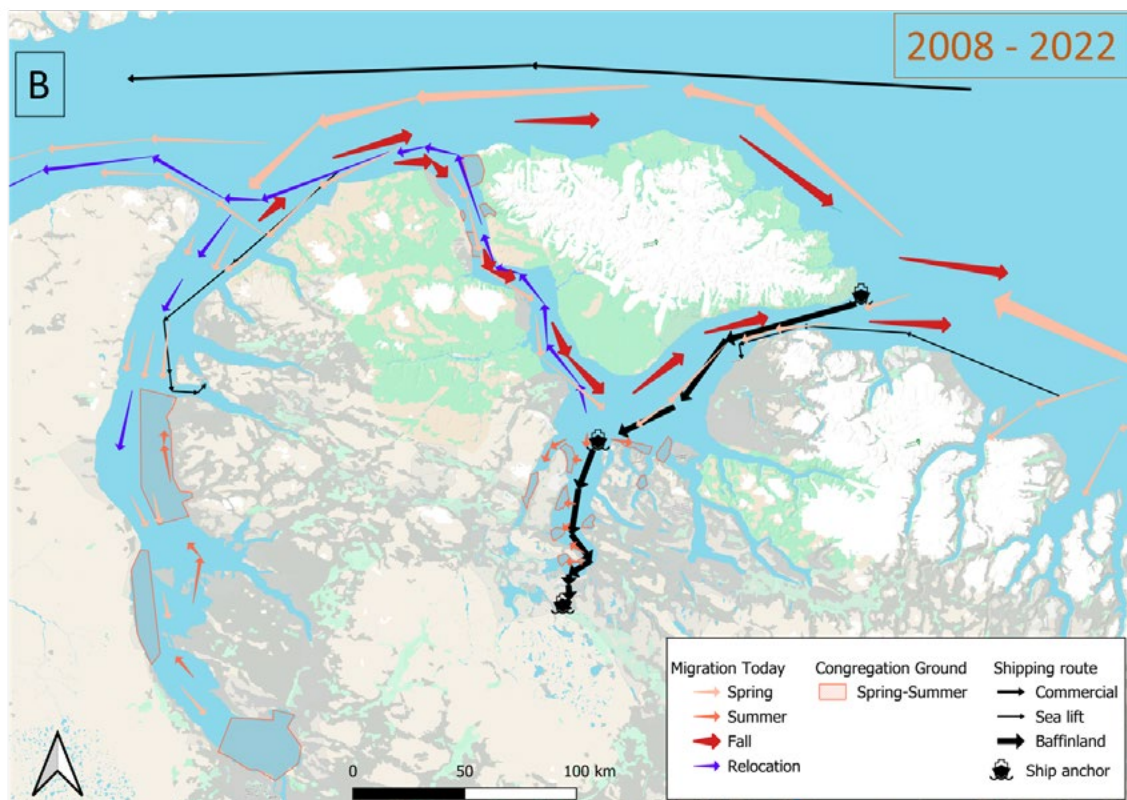 B
2008 - 2022
Migration Today
Spring
Summer
Fall
Relocation
Congregation Ground
Spring-Summer
Shipping route
Commercial
Sea lift
Baffinland
Ship anchor
0 50 100 km